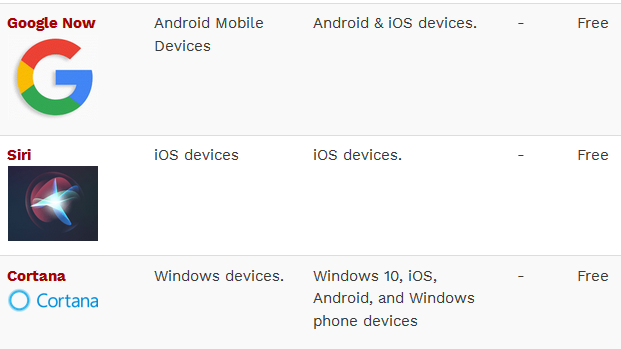 Google Now
Android Mobile Devices
Android & iOS devices.
-
Free
Siri
iOS devices
iOS devices.
-
Free
Cortana
Cortana
Windows devices.
Windows 10, iOS,
Android, and Windows
phone devices
-
Free